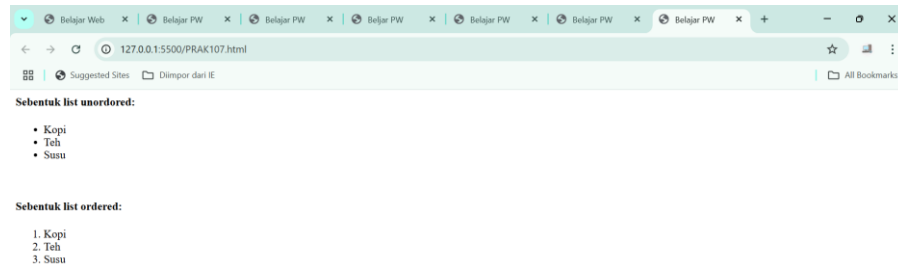 Belajar Web
Belajar PW
Belajar PW
Beljar PW
Belajar PW
Belajar PW
Belajar PW
127.0.0.1:5500/PRAK107.html
Suggested Sites
Diimpor dari IE
All Bookmarks
Sebentuk list unordored:
Kopi
Teh
Susu
Sebentuk list ordered:
1. Kopi
2. Teh
3. Susu